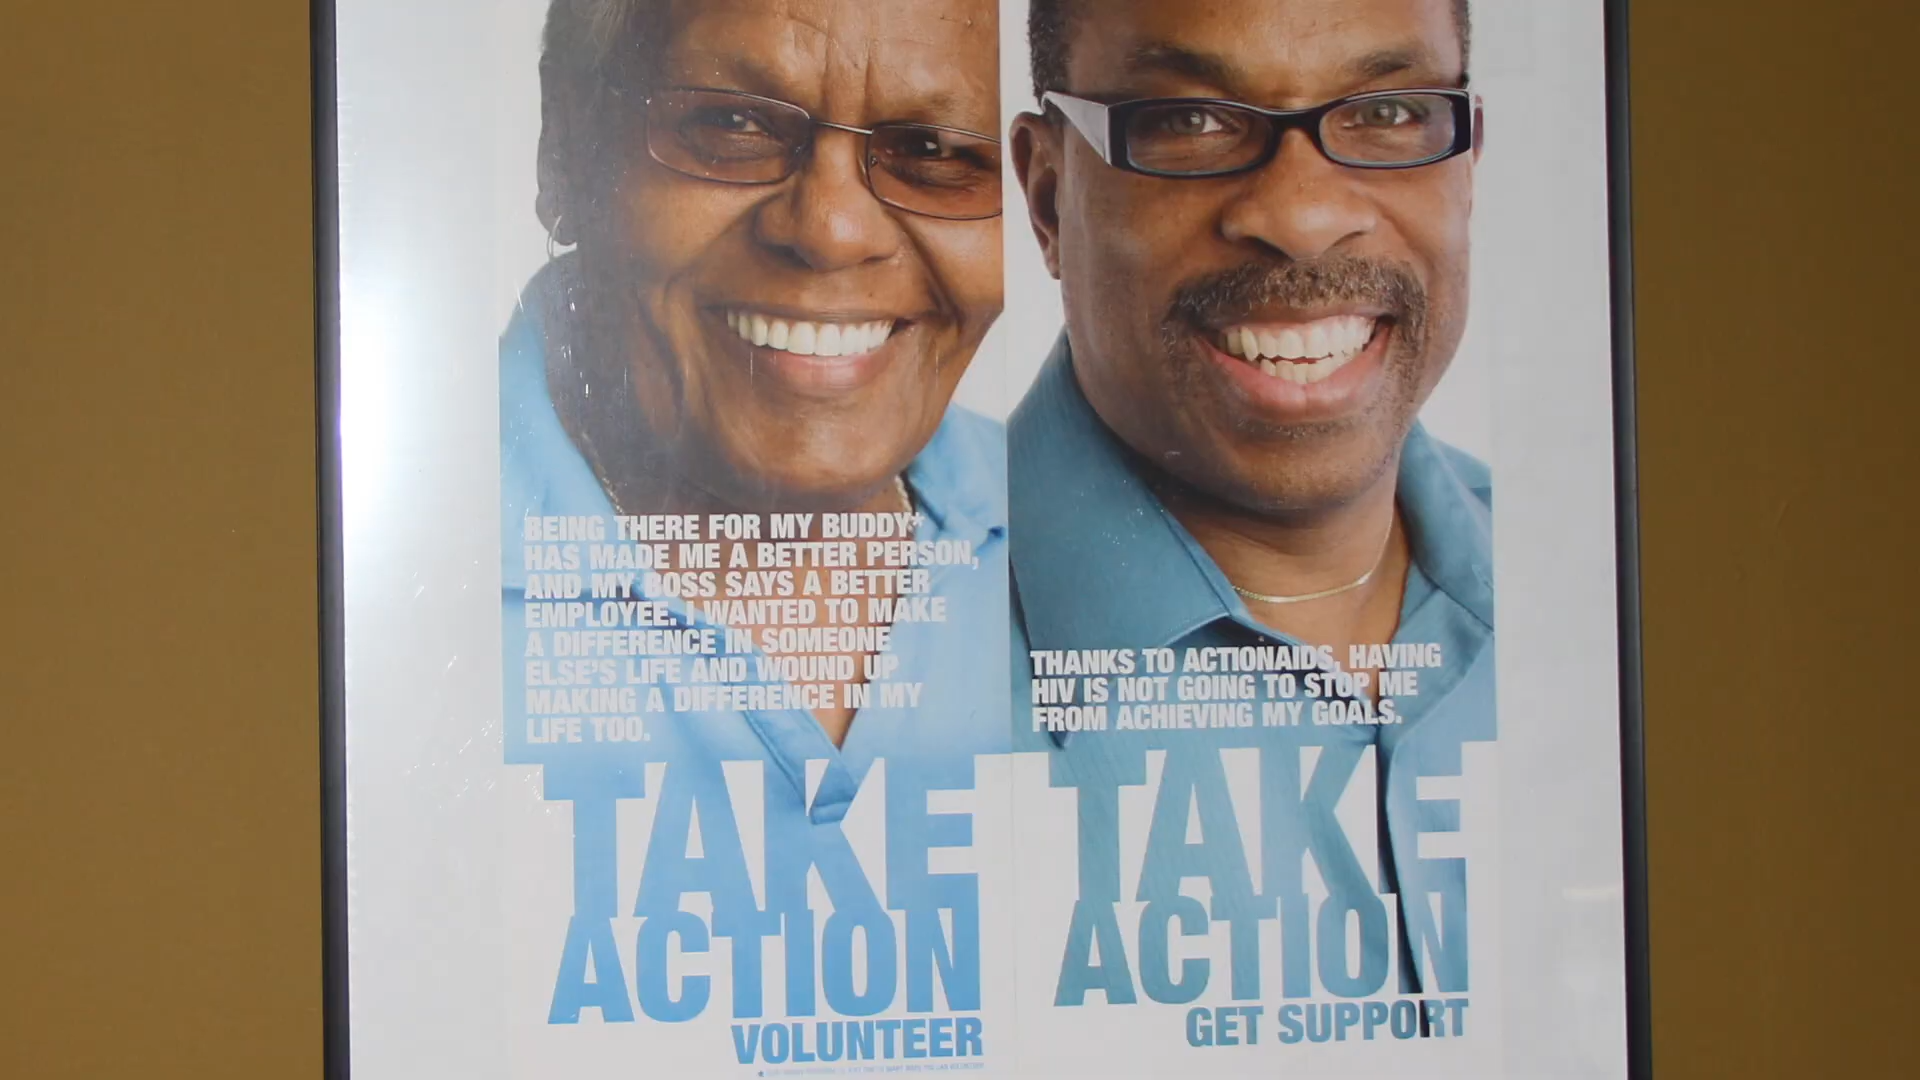 BEING THERE FOR MY BUDDY*
HAS MADE ME A BETTER PERSON,
AND MY BOSS SAYS A BETTER
EMPLOYEE. I WANTED TO MAKE
A DIFFERENCE IN SOMEONE
ELSE'S LIFE AND WOUND UP
MAKING A DIFFERENCE IN MY
LIFE TOO.
TAKE
ACTION
VOLUNTEER
THANKS TO ACTIONAIDS, HAVING
HIV IS NOT GOING TO STOP ME
FROM ACHIEVING MY GOALS.
TAKE
ACTION
GET SUPPORT